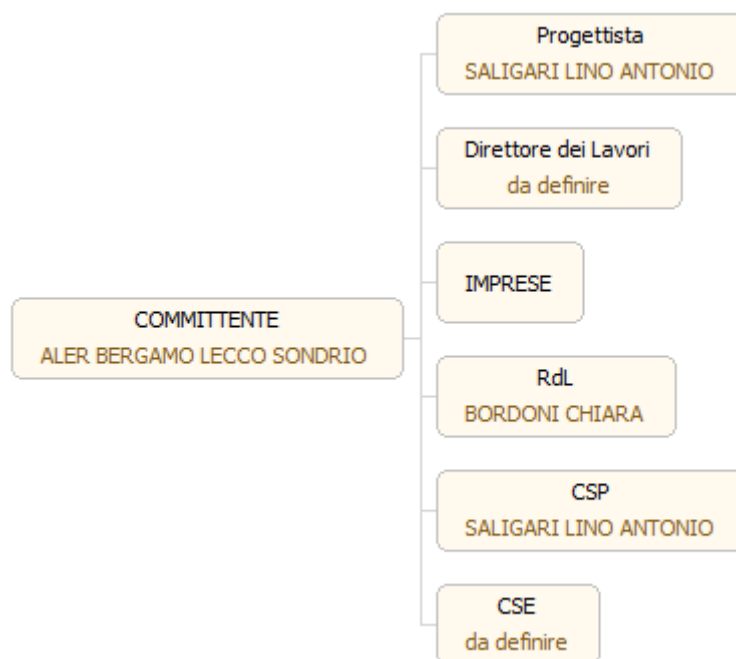 Progettista
SALIGARI LINO ANTONIO
Direttore dei Lavori
da definire
IMPRESE
COMMITTENTE
ALER BERGAMO LECCO SONDRIO
RdL
BORDONI CHIARA
CSP
SALIGARI LINO ANTONIO
CSE
da definire